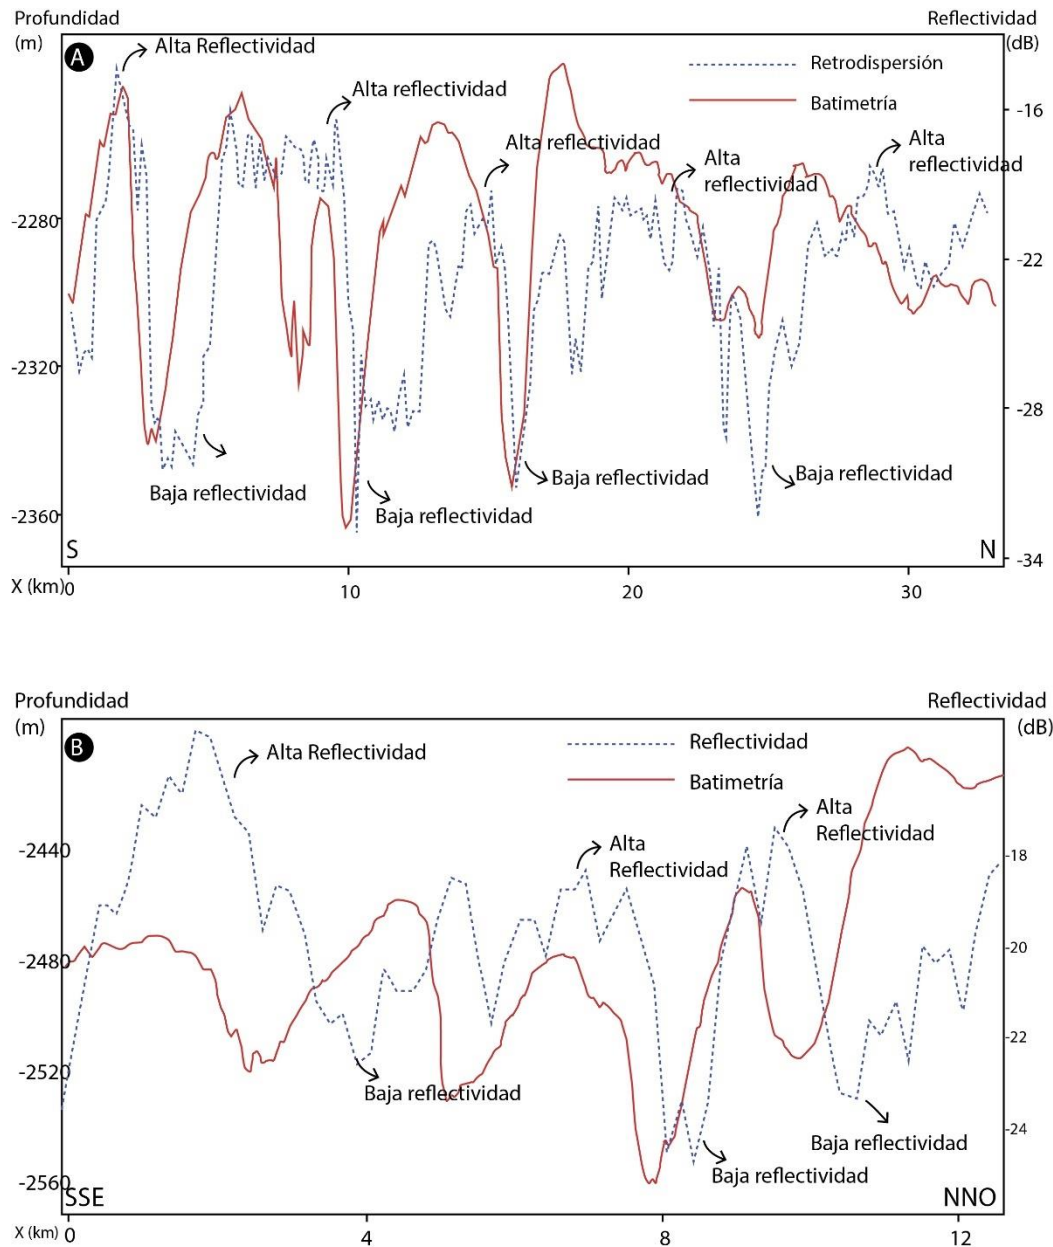 Profundidad
(m)
Reflectividad
(dB)
A
Alta Reflectividad
Retrodispersión
Batimetría
Alta reflectividad
Alta reflectividad
Alta
reflectividad
Alta
reflectividad
-16
-2280
-22
-2320
-28
Baja reflectividad
Baja reflectividad
Baja reflectividad
Baja reflectividad
-2360
S
N
-34
X (km)
0
10
20
30
Profundidad
(m)
Reflectividad
(dB)
B
Alta Reflectividad
Reflectividad
Batimetría
Alta
Reflectividad
Alta
Reflectividad
-2440
-18
-2480
-20
-22
-2520
Baja reflectividad
-24
Baja reflectividad
Baja reflectividad
-2560
SSE
NNO
X (km)
0
4
8
12